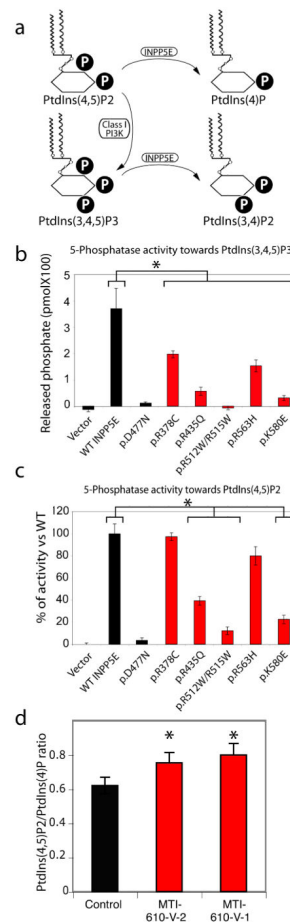 a
P
P
INPP5E
P
PtdIns(4,5)P2
PtdIns(4)P
Class I
PI3K
P
P
P
INPP5E
P
P
PtdIns(3,4,5)P3
PtdIns(3,4)P2
b
5-Phosphatase activity towards PtdIns(3,4,5)P3
*
Released phosphate (pmolX100)
5
4
3
2
1
0
Vector
WT INPP5E
p.D477N
p.R378C
p.R435Q
p.R512W/R515W
p.R563H
p.K580E
c
5-Phosphatase activity towards PtdIns(4,5)P2
*
% of activity vs WT
120
100
80
60
40
20
0
Vector
WT INPP5E
p.D477N
p.R378C
p.R435Q
p.R512W/R515W
p.R563H
p.K580E
d
PtdIns(4,5)P2/PtdIns(4)P ratio
0.8
0.6
0.4
0.2
0
*
*
Control
MTI-
610-V-2
MTI-
610-V-1